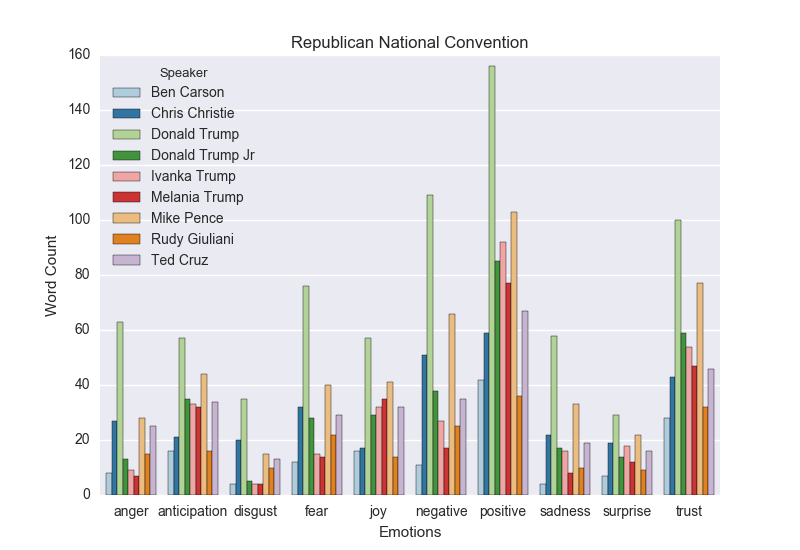 Republican National Convention
160
140
120
100
80
60
40
20
0
Word Count
Speaker
Ben Carson
Chris Christie
Donald Trump
Donald Trump Jr
Ivanka Trump
Melania Trump
Mike Pence
Rudy Giuliani
Ted Cruz
anger anticipation disgust fear joy negative positive sadness surprise trust
Emotions